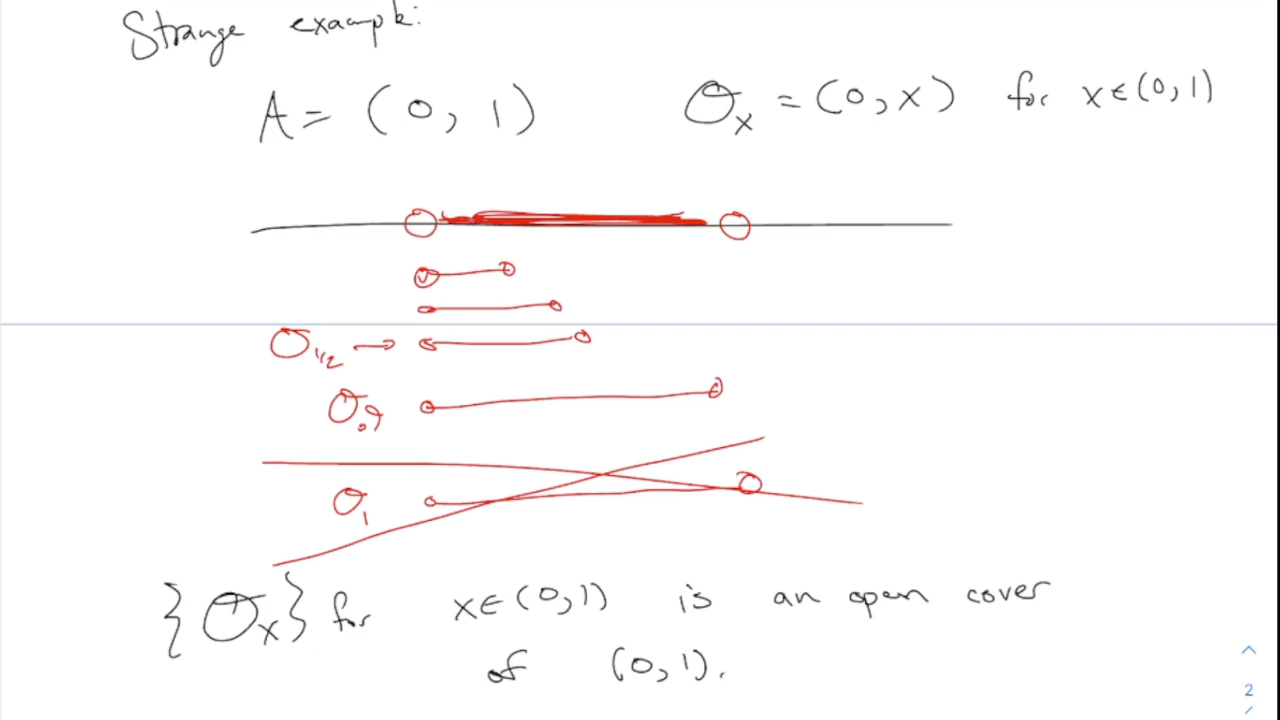 Strange example:
A = (0, 1) O_x = (0, x) for x ∈ (0, 1)
O_1/2 →
O_.9
O_1
{O_x} for x ∈ (0, 1) is an open cover
of (0, 1).
2